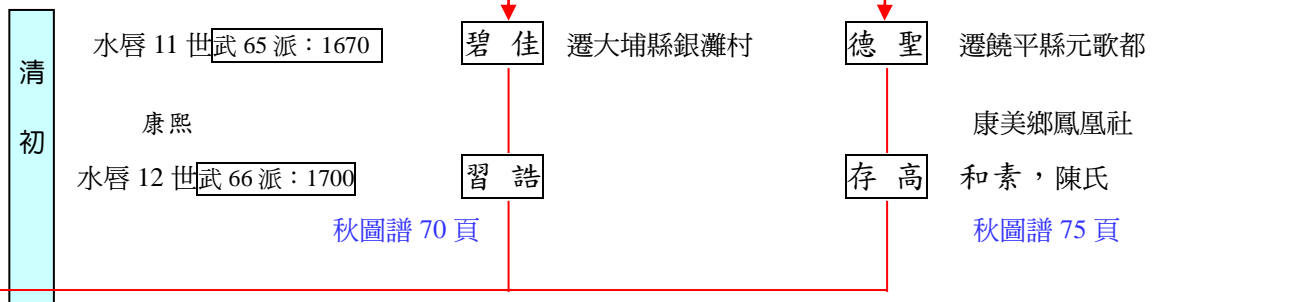 清初
水唇 11 世武 65 派：1670 碧佳 遷大埔縣銀灘村 德聖 遷饒平縣元歌都
康熙 康美鄉鳳凰社
水唇 12 世武 66 派：1700 習誥 存高 和素，陳氏
秋圖譜 70 頁 秋圖譜 75 頁